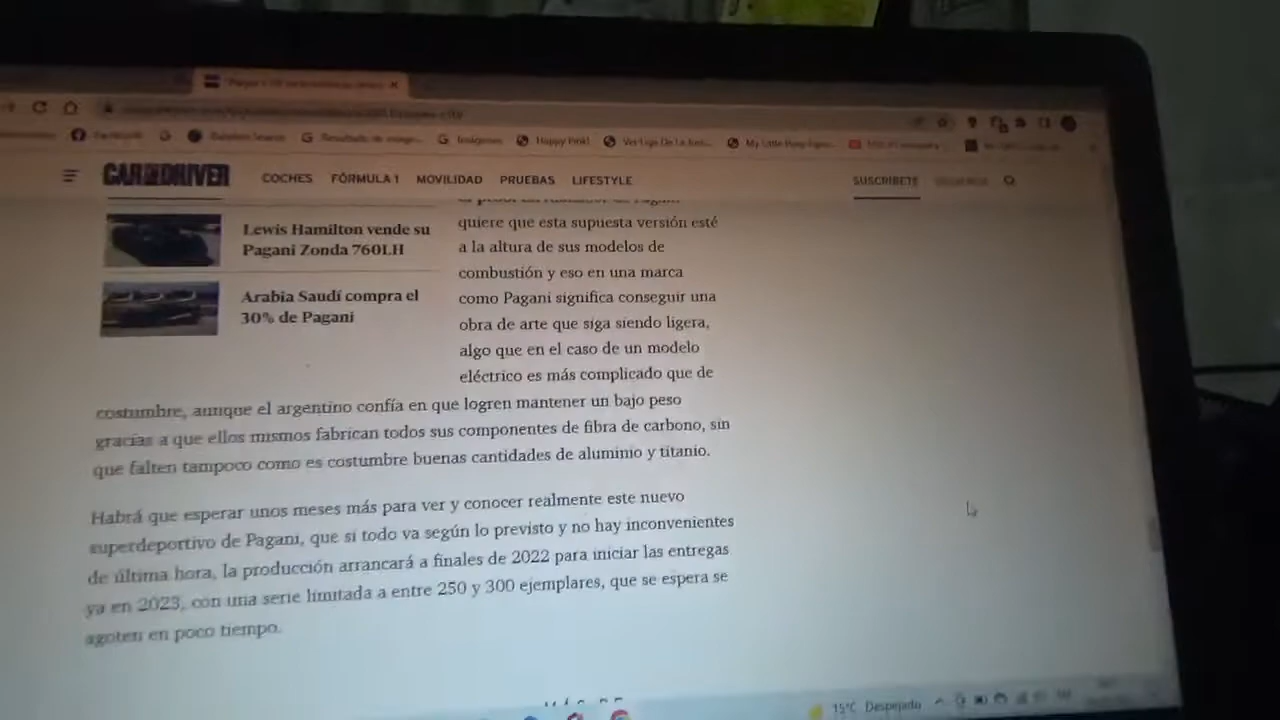 Facebook
Happy Pink!
CAR AND DRIVER
COCHES FÓRMULA 1 MOVILIDAD PRUEBAS LIFESTYLE SUSCRÍBETE
Lewis Hamilton vende su
Pagani Zonda 760LH
Arabia Saudí compra el
30% de Pagani
quiere que esta supuesta versión esté
a la altura de sus modelos de
combustión y eso en una marca
como Pagani significa conseguir una
obra de arte que siga siendo ligera,
algo que en el caso de un modelo
eléctrico es más complicado que de
costumbre, aunque el argentino confía en que logren mantener un bajo peso
gracias a que ellos mismos fabrican todos sus componentes de fibra de carbono, sin
que falten tampoco como es costumbre buenas cantidades de aluminio y titanio.
Habrá que esperar unos meses más para ver y conocer realmente este nuevo
superdeportivo de Pagani, que si todo va según lo previsto y no hay inconvenientes
de última hora, la producción arrancará a finales de 2022 para iniciar las entregas
ya en 2023, con una serie limitada a entre 250 y 300 ejemplares, que se espera se
agoten en poco tiempo.
15°C Despejado